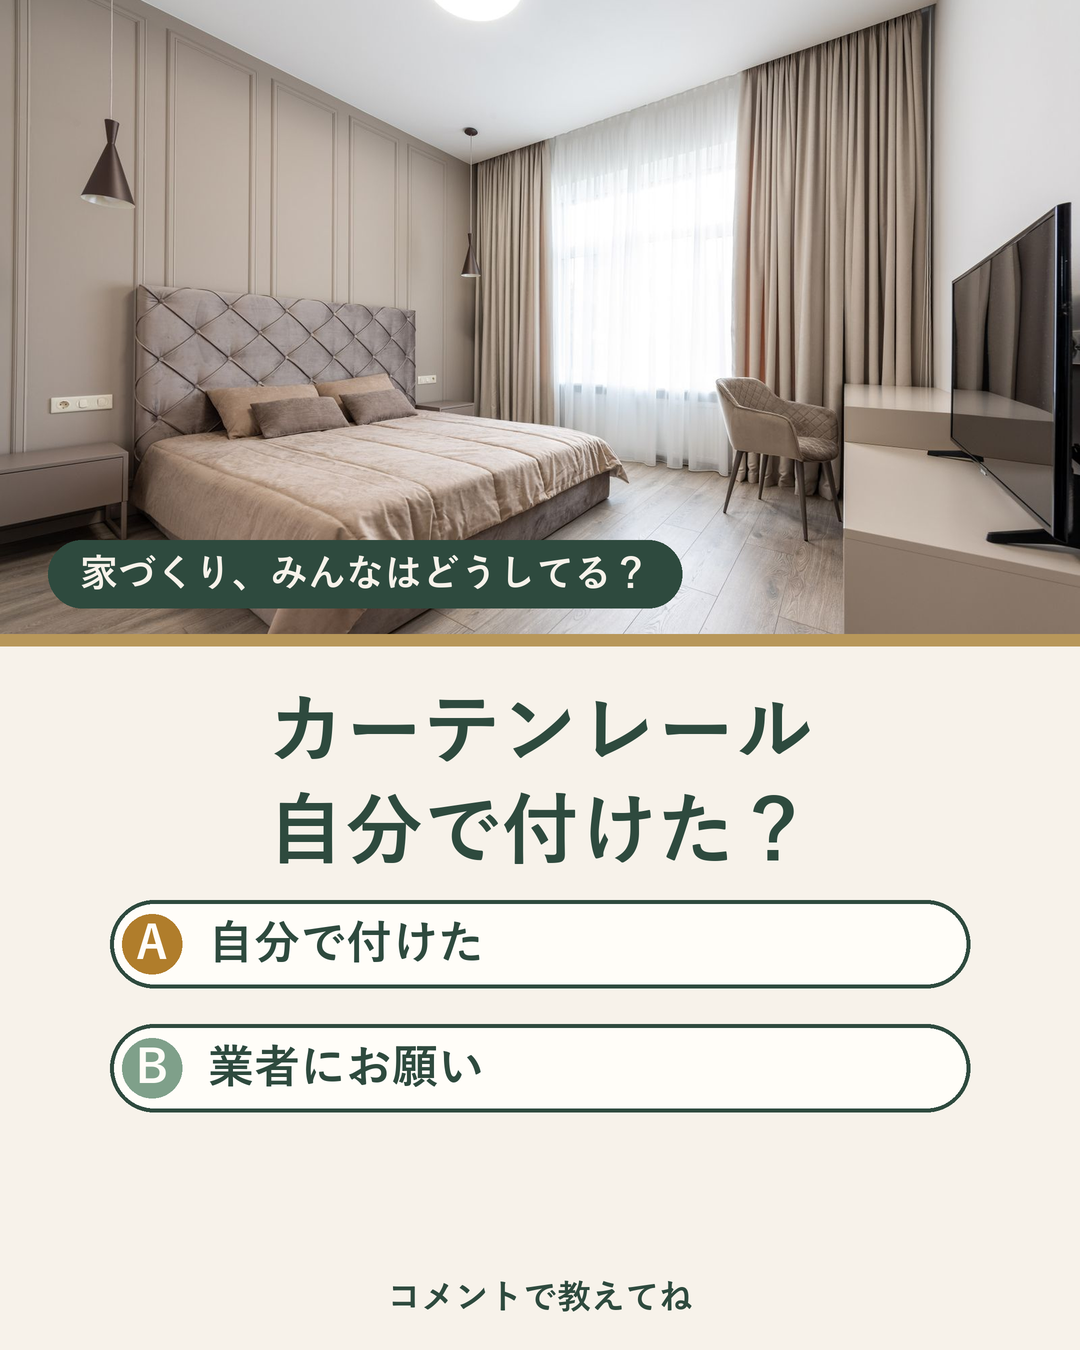 家づくり、みんなはどうしてる？
カーテンレール
自分で付けた？
A 自分で付けた
B 業者にお願い
コメントで教えてね